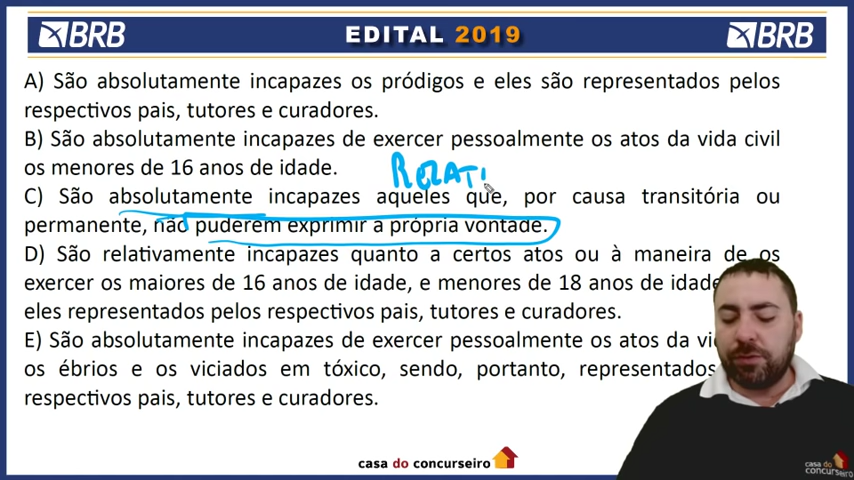 BRB
EDITAL 2019
BRB
A) São absolutamente incapazes os pródigos e eles são representados pelos
respectivos pais, tutores e curadores.
B) São absolutamente incapazes de exercer pessoalmente os atos da vida civil
os menores de 16 anos de idade.
RELATI
C) São absolutamente incapazes aqueles que, por causa transitória ou
permanente, não puderem exprimir a própria vontade.
D) São relativamente incapazes quanto a certos atos ou à maneira de os
exercer os maiores de 16 anos de idade, e menores de 18 anos de idade
eles representados pelos respectivos pais, tutores e curadores.
E) São absolutamente incapazes de exercer pessoalmente os atos da
os ébrios e os viciados em tóxico, sendo, portanto, representados
respectivos pais, tutores e curadores.
casa do concurseiro
casa do
concurseiro